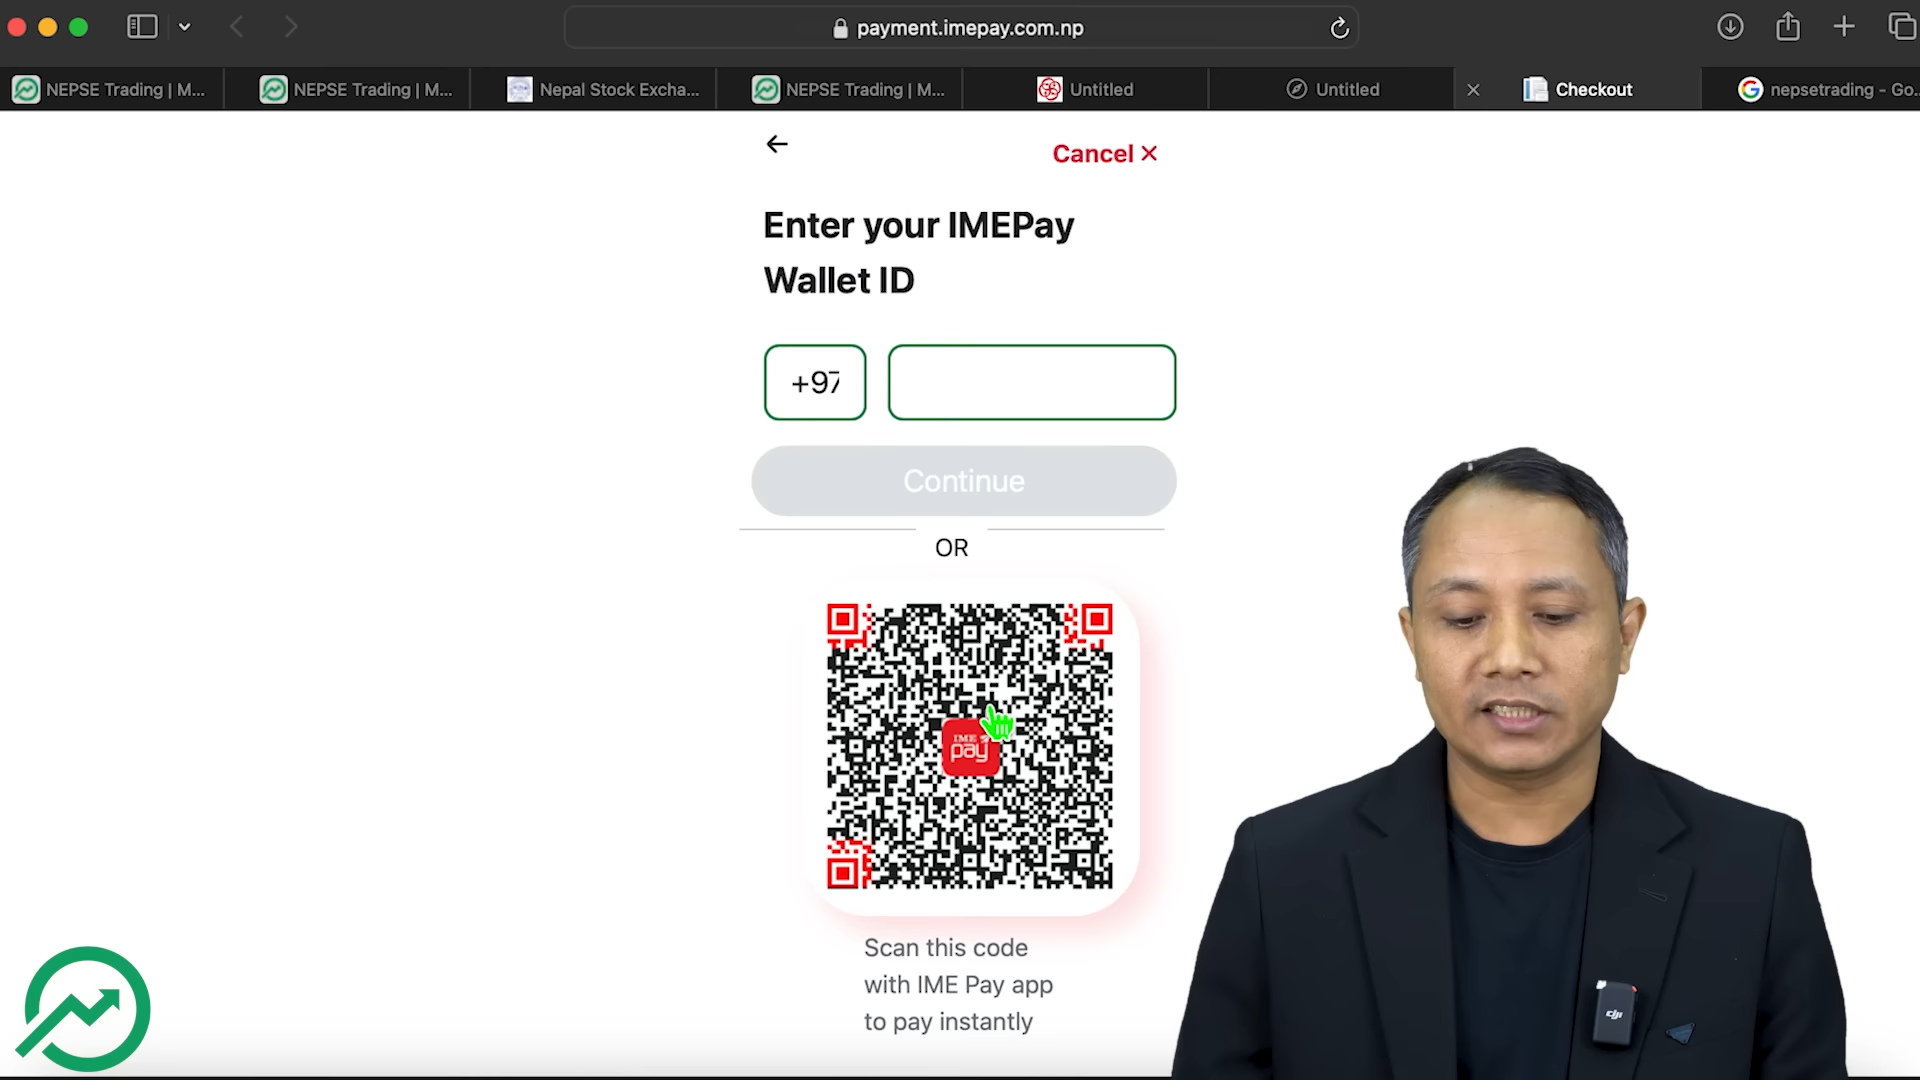 payment.imepay.com.np
NEPSE Trading | M...
NEPSE Trading | M...
Nepal Stock Excha...
NEPSE Trading | M...
Untitled
Untitled
Checkout
nepsetrading - Go...
Cancel ×
Enter your IMEPay
Wallet ID
+97
Continue
OR
IME
pay
Scan this code
with IME Pay app
to pay instantly
dji